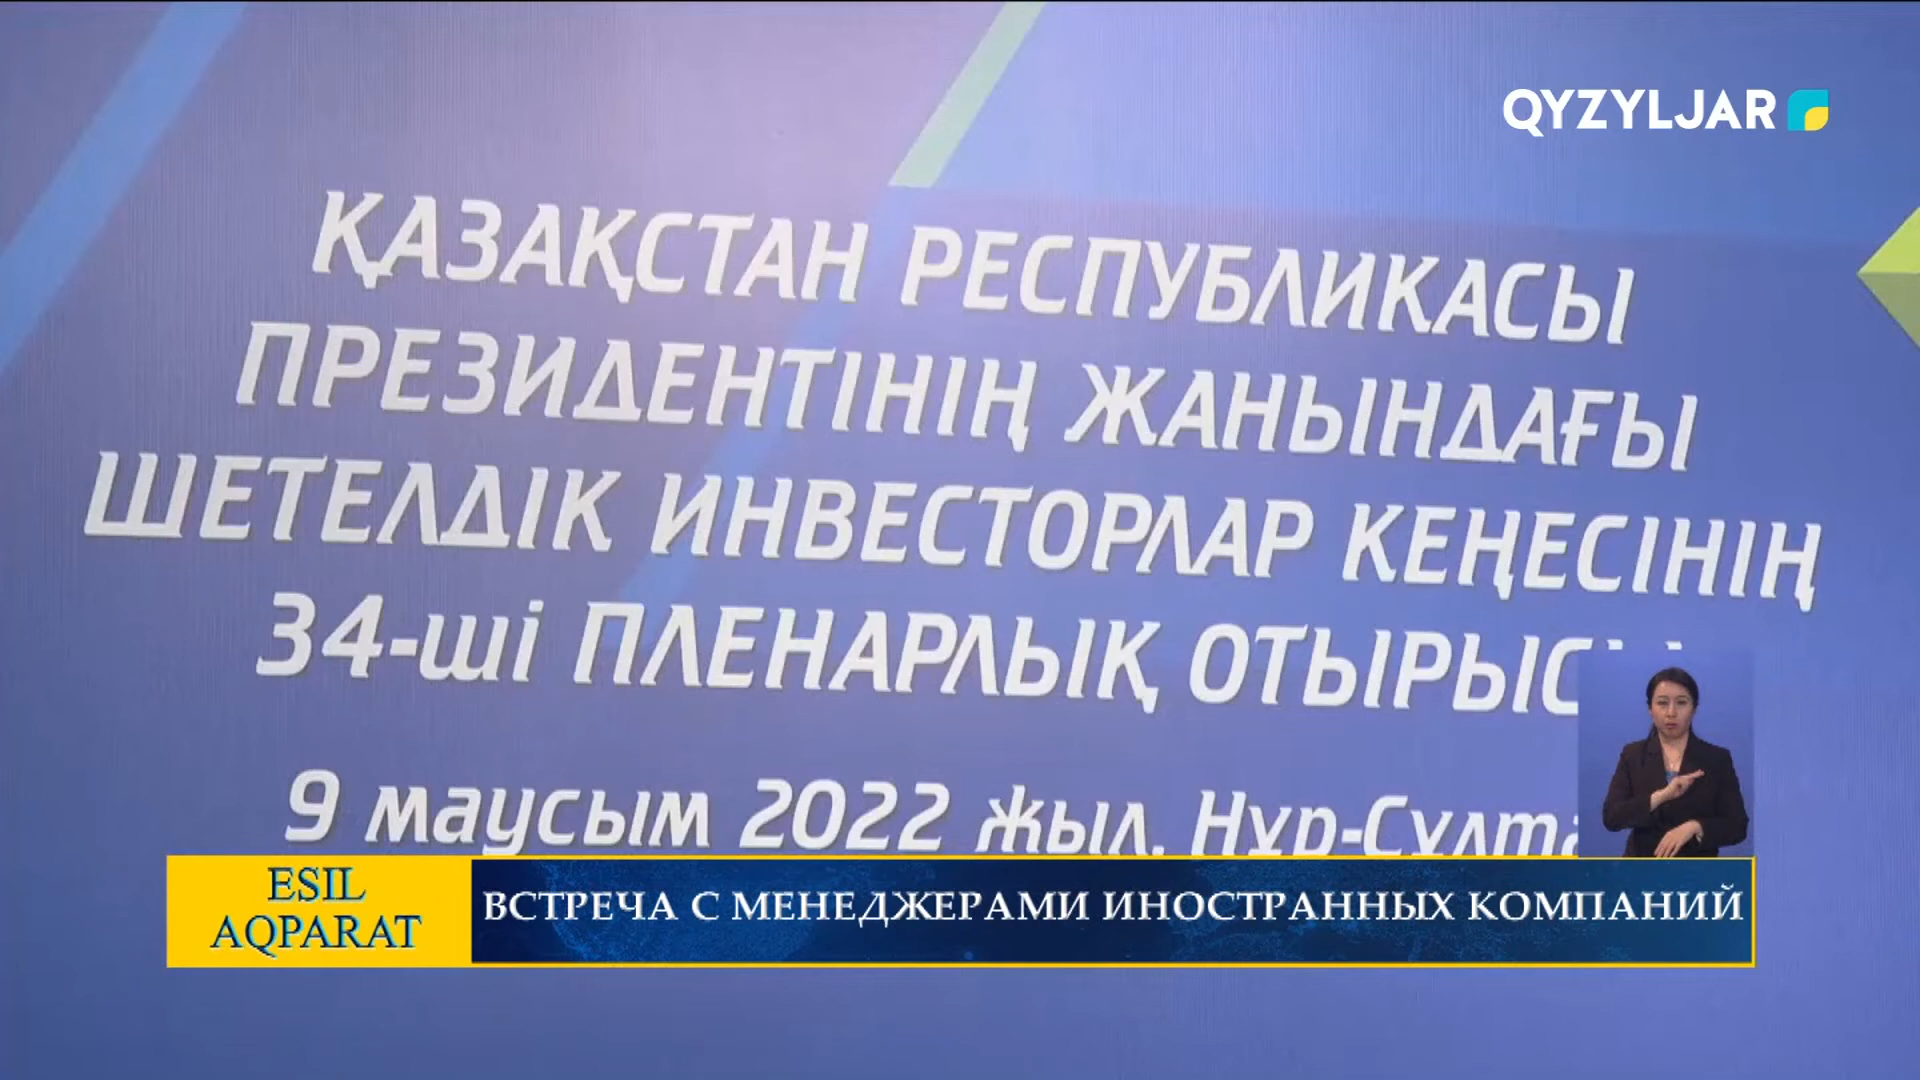 QYZYLJAR
ҚАЗАҚСТАН РЕСПУБЛИКАСЫ
ПРЕЗИДЕНТІНІҢ ЖАНЫНДАҒЫ
ШЕТЕЛДІК ИНВЕСТОРЛАР КЕҢЕСІНІҢ
34-ші ПЛЕНАРЛЫҚ ОТЫРЫСЫ
9 маусым 2022 жыл,
ESIL
AQPARAT
ВСТРЕЧА С МЕНЕДЖЕРАМИ ИНОСТРАННЫХ КОМПАНИЙ